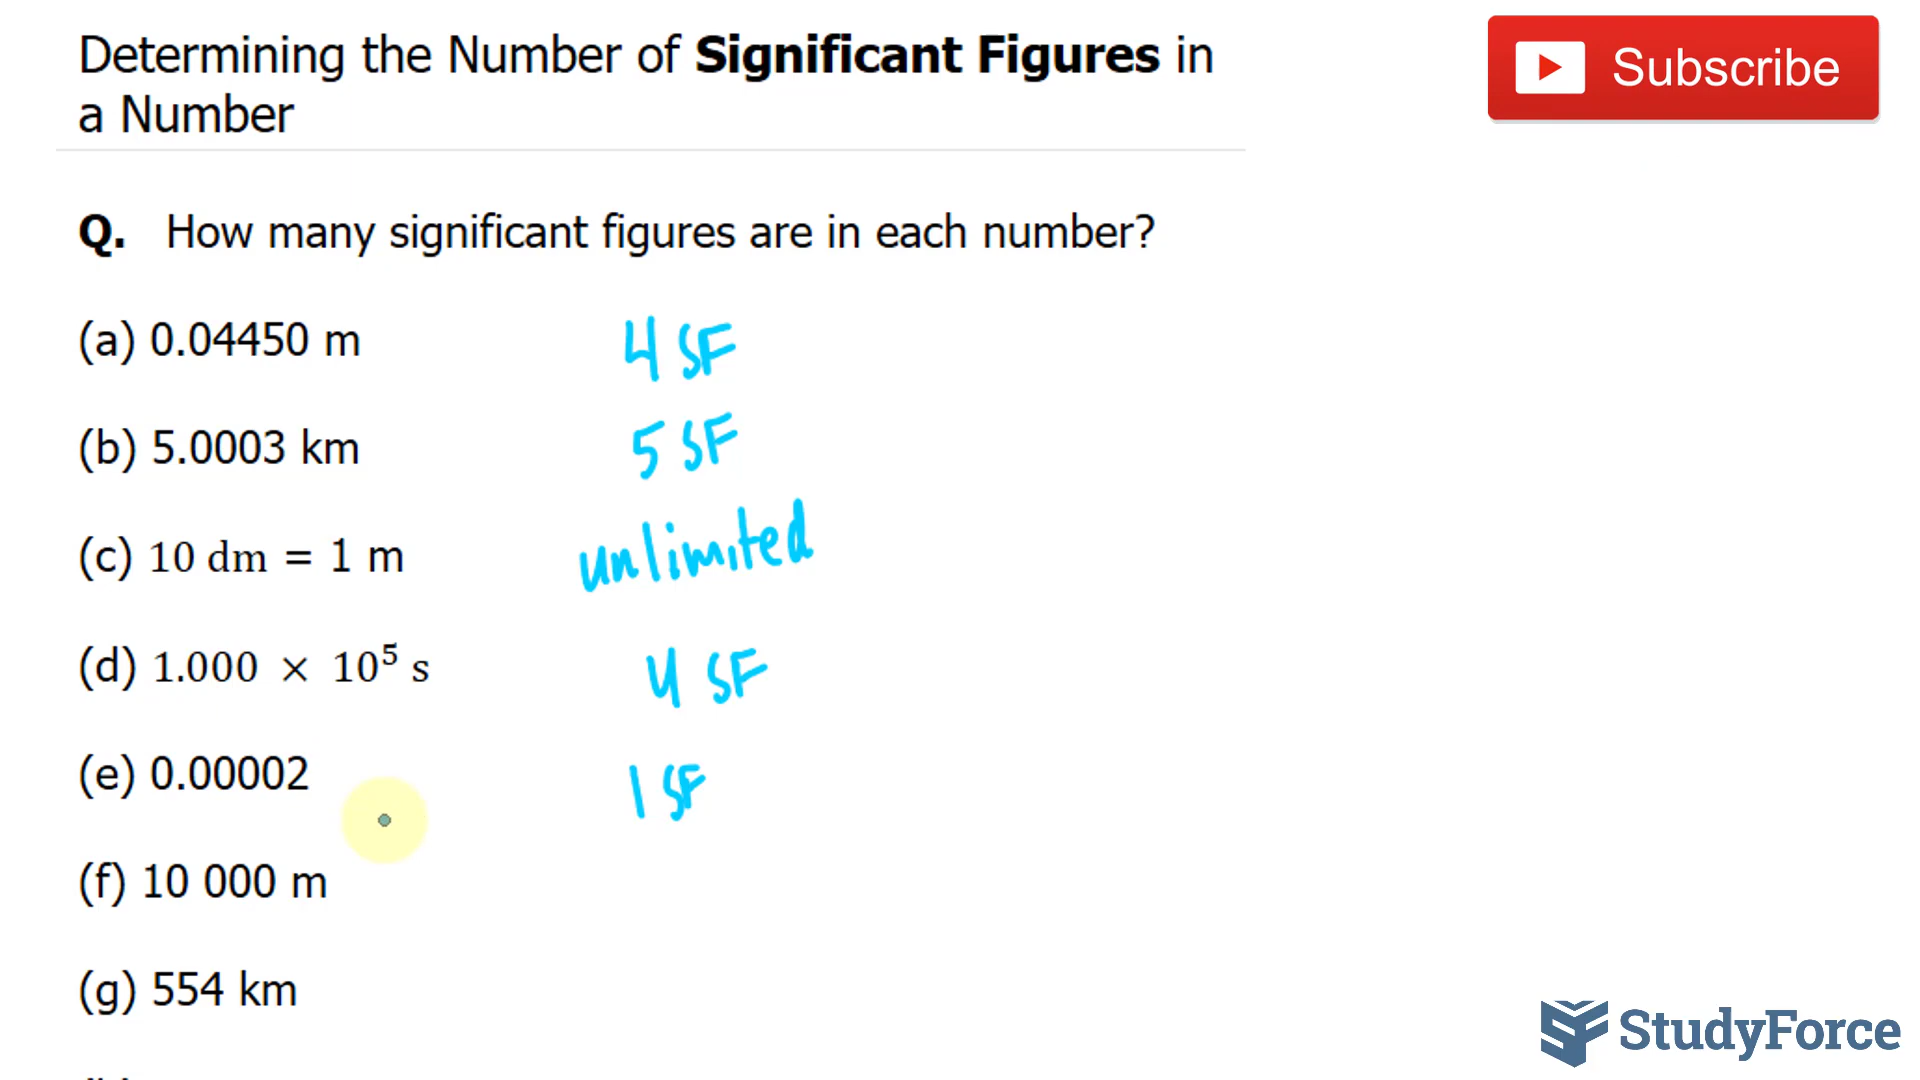 Determining the Number of Significant Figures in
a Number
Subscribe
Q. How many significant figures are in each number?
(a) 0.04450 m 4 SF
(b) 5.0003 km 5 SF
(c) 10 dm = 1 m unlimited
(d) 1.000 × 10⁵ s 4 SF
(e) 0.00002 1 SF
(f) 10 000 m
(g) 554 km
StudyForce